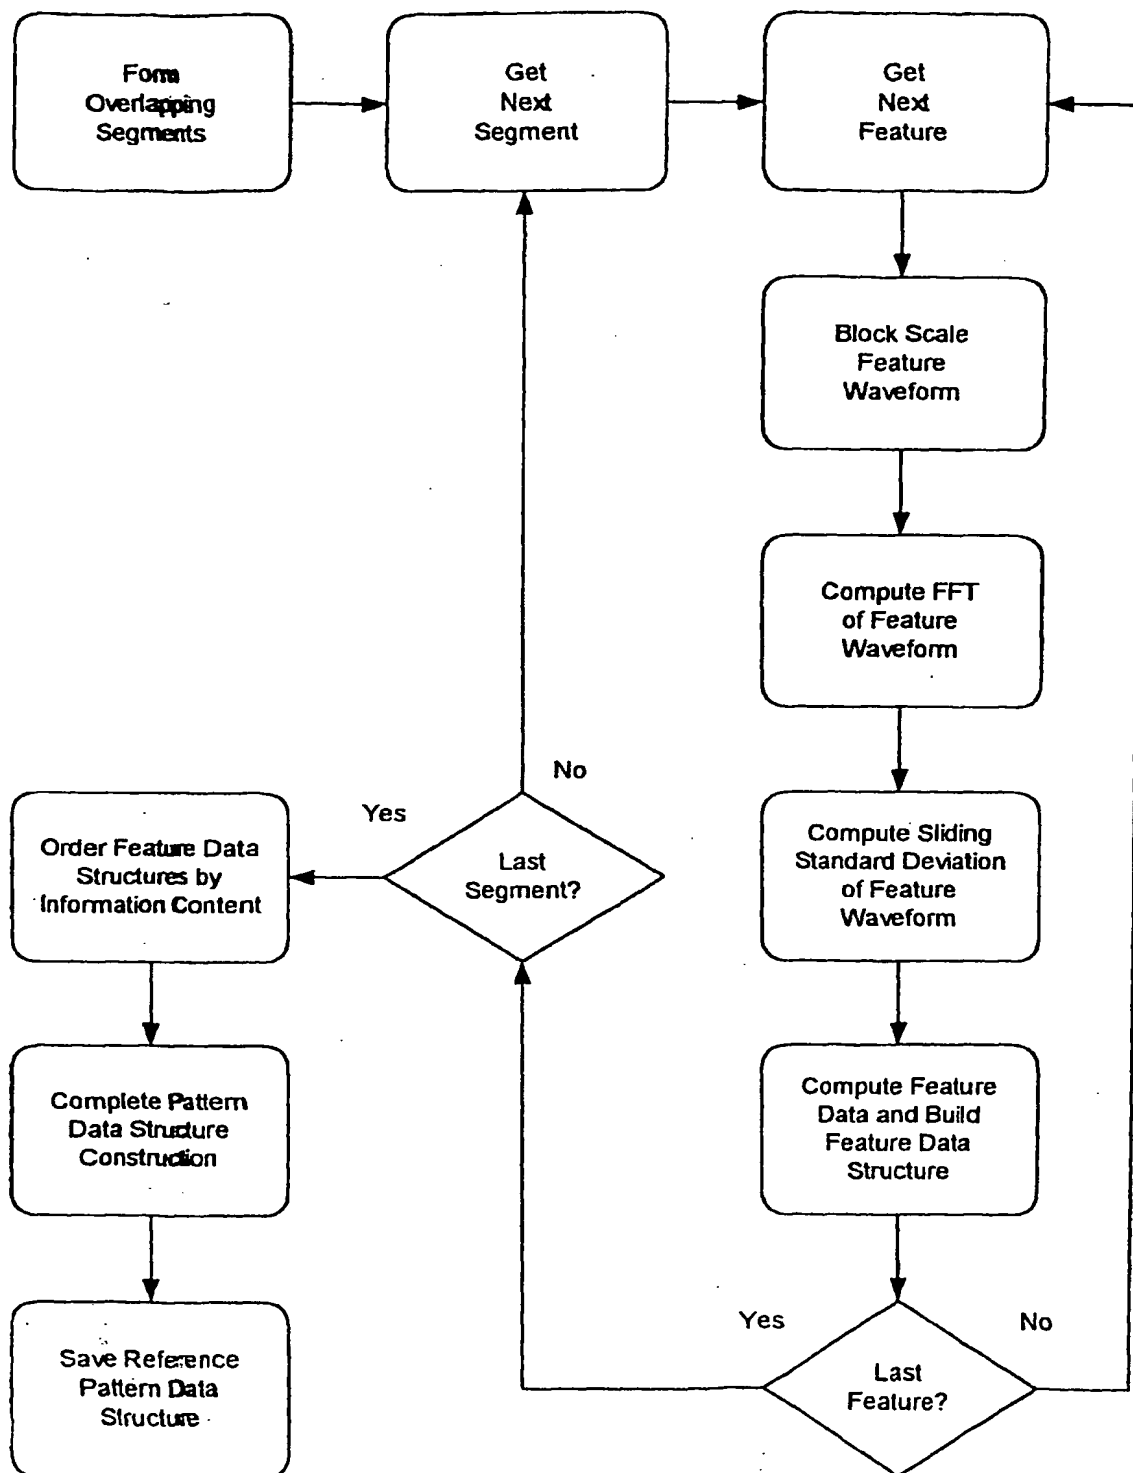 Form
Overlapping
Segments
Get
Next
Segment
Get
Next
Feature
Block Scale
Feature
Waveform
Compute FFT
of Feature
Waveform
No
Yes
Order Feature Data
Structures by
Information Content
Last
Segment?
Compute Sliding
Standard Deviation
of Feature
Waveform
Complete Pattern
Data Structure
Construction
Compute Feature
Data and Build
Feature Data
Structure
Yes
No
Save Reference
Pattern Data
Structure
Last
Feature?